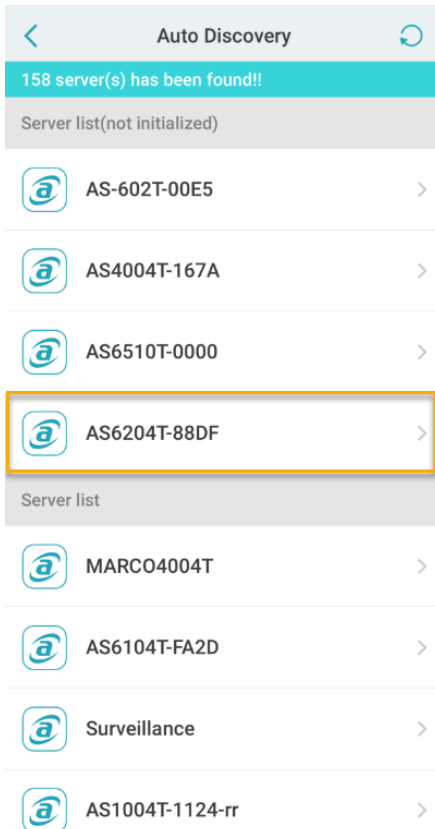 Auto Discovery
158 server(s) has been found!!
Server list(not initialized)
AS-602T-00E5
AS4004T-167A
AS6510T-0000
AS6204T-88DF
Server list
MARCO4004T
AS6104T-FA2D
Surveillance
AS1004T-1124-rr